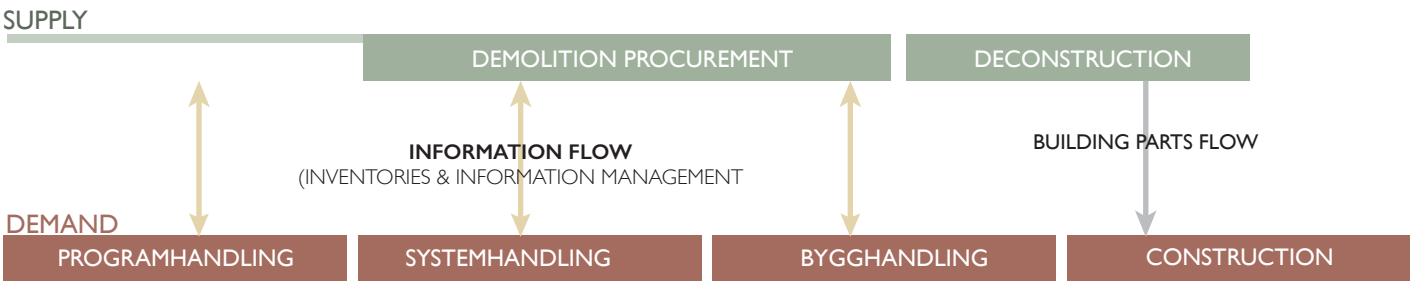 SUPPLY
DEMOLITION PROCUREMENT
DECONSTRUCTION
INFORMATION FLOW
(INVENTORIES & INFORMATION MANAGEMENT
BUILDING PARTS FLOW
DEMAND
PROGRAMHANDLING
SYSTEMHANDLING
BYGGHANDLING
CONSTRUCTION